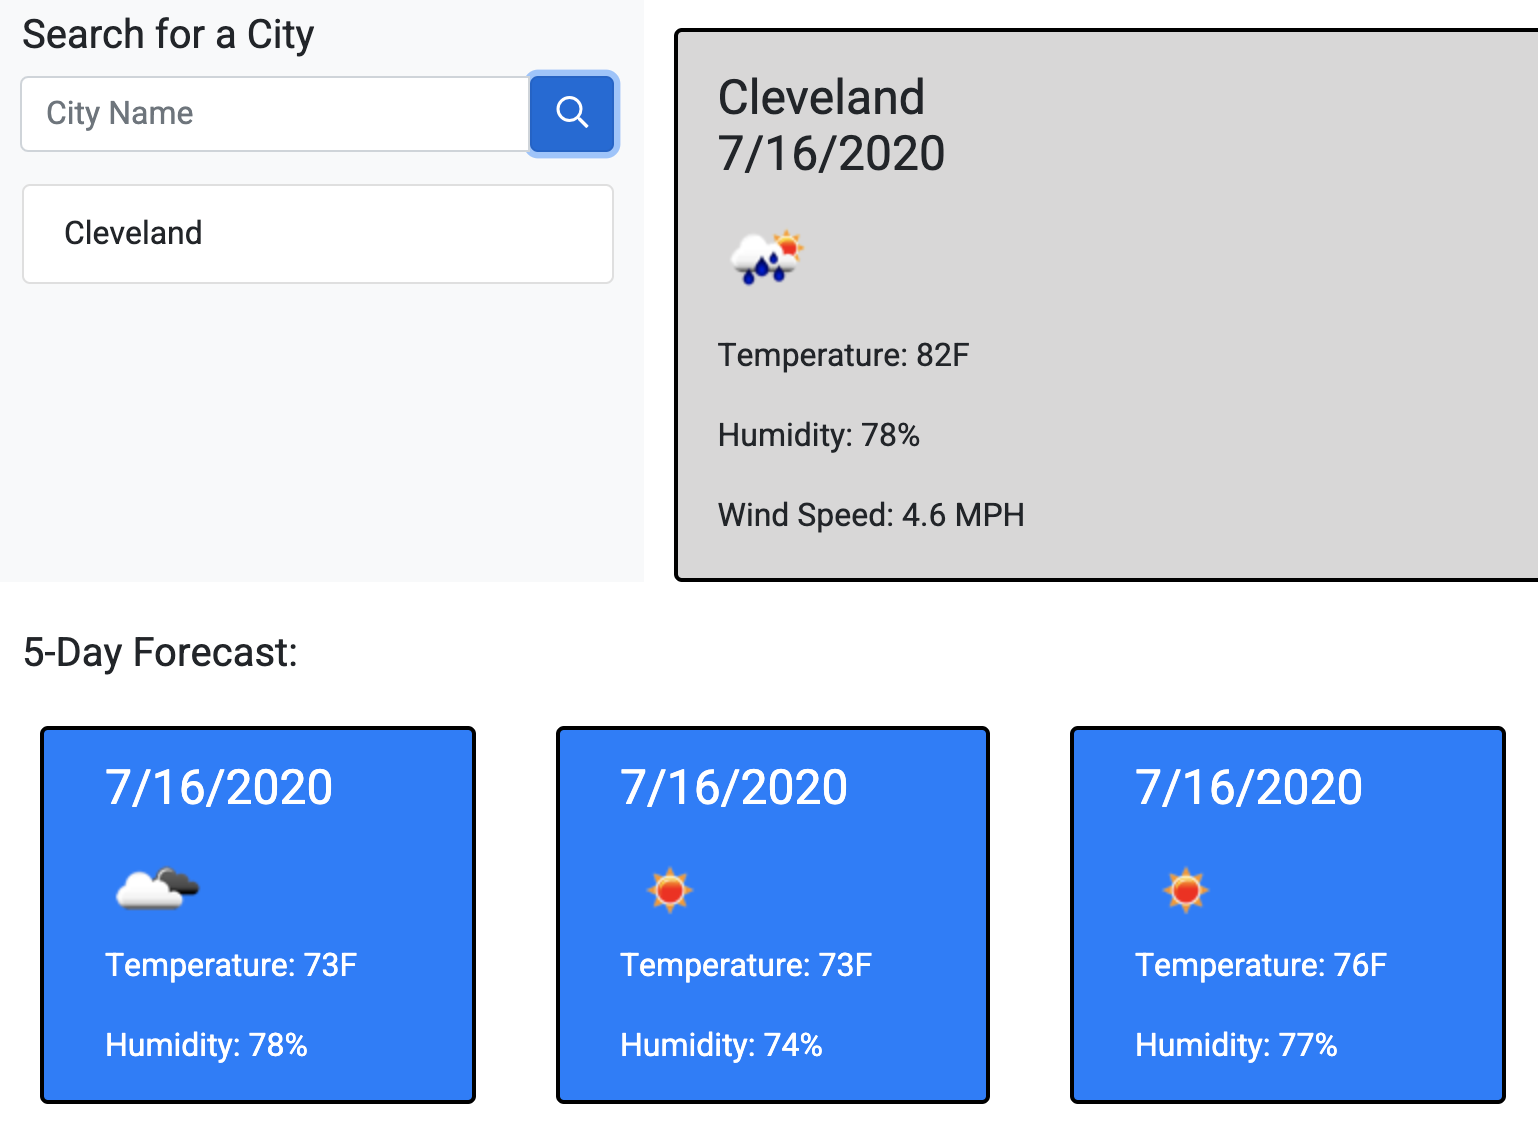 Search for a City
City Name
Cleveland
Cleveland
7/16/2020
Temperature: 82F
Humidity: 78%
Wind Speed: 4.6 MPH
5-Day Forecast:
7/16/2020
Temperature: 73F
Humidity: 78%
7/16/2020
Temperature: 73F
Humidity: 74%
7/16/2020
Temperature: 76F
Humidity: 77%